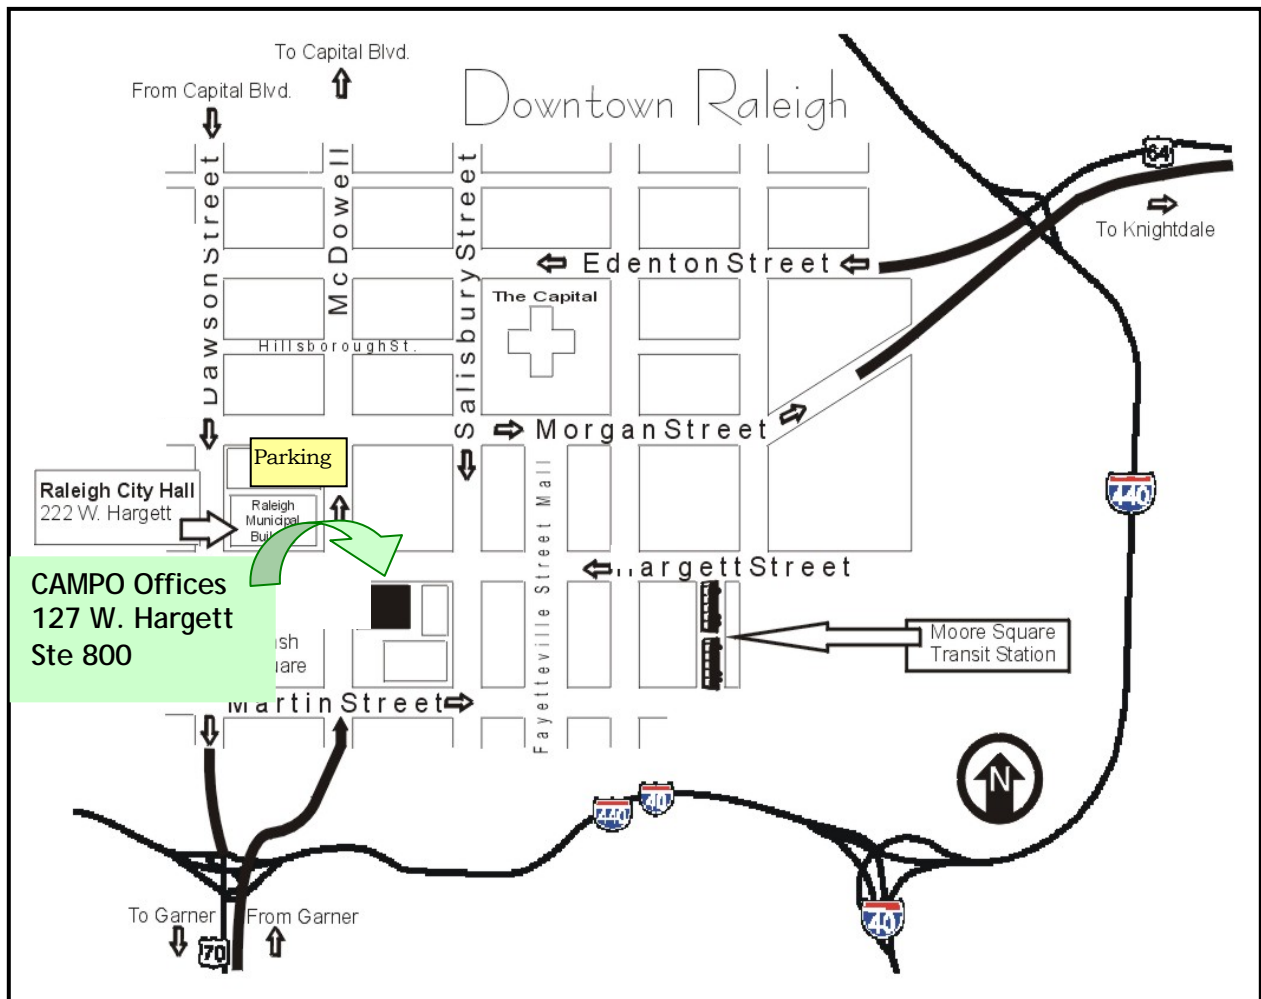 To Capital Blvd.
From Capital Blvd.
Downtown Raleigh
Dawson Street
McDowell
Salisbury Street
64
To Knightdale
Edenton Street
The Capital
Hillsborough St.
Morgan Street
Parking
Raleigh City Hall
222 W. Hargett
Raleigh
Municipal
440
Fayetteville Street Mall
Street
CAMPO Offices
127 W. Hargett
Ste 800
Moore Square
Transit Station
Martin Street
N
440
40
40
To Garner
From Garner
70